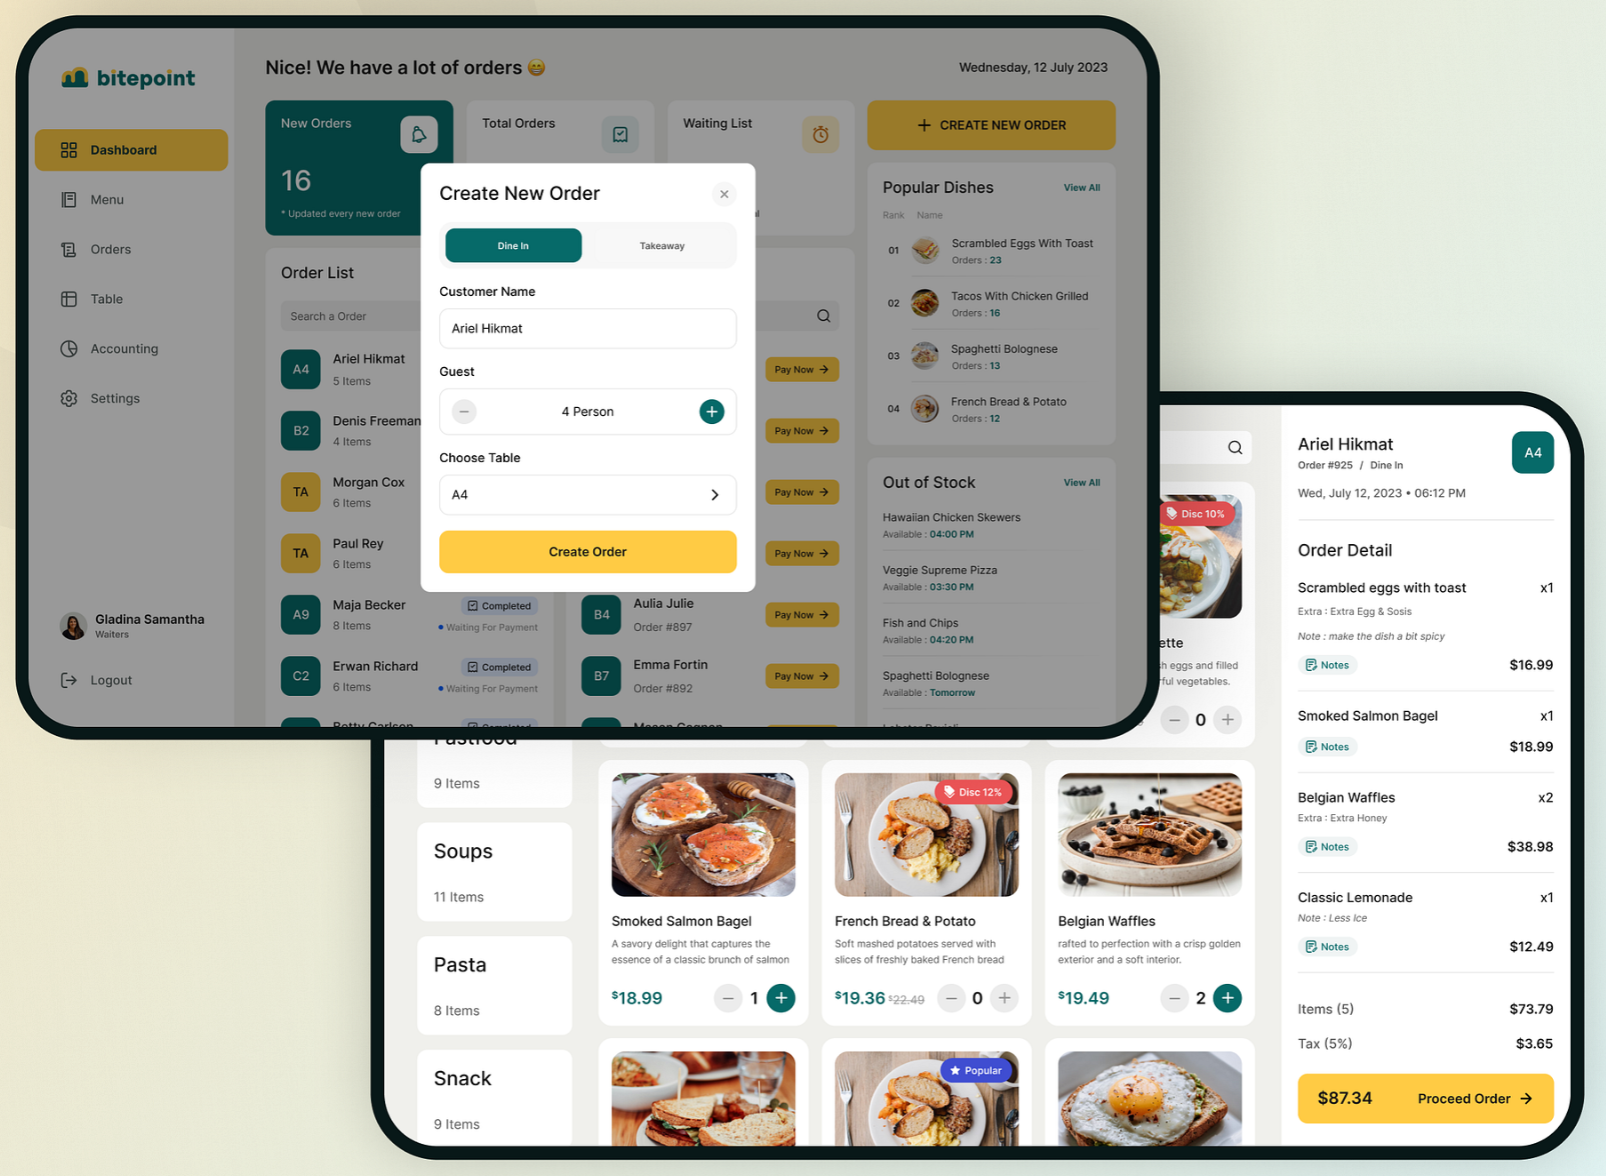 bitepoint
Dashboard
Menu
Orders
Table
Accounting
Settings
Gladina Samantha
Waiters
Logout
Nice! We have a lot of orders 😁
Wednesday, 12 July 2023
New Orders
16
* Updated every new order
Total Orders
Waiting List
+ CREATE NEW ORDER
Order List
Search a Order
A4
Ariel Hikmat
5 Items
B2
Denis Freeman
4 Items
TA
Morgan Cox
6 Items
TA
Paul Rey
6 Items
A9
Maja Becker
8 Items
Completed
Waiting For Payment
C2
Erwan Richard
6 Items
Completed
Waiting For Payment
Betty Carlson
Completed
Pay Now →
Pay Now →
Pay Now →
Pay Now →
B4
Aulia Julie
Order #897
Pay Now →
B7
Emma Fortin
Order #892
Pay Now →
Create New Order
Dine In
Takeaway
Customer Name
Ariel Hikmat
Guest
4 Person
Choose Table
A4
Create Order
Popular Dishes
View All
Rank Name
01
Scrambled Eggs With Toast
Orders : 23
02
Tacos With Chicken Grilled
Orders : 16
03
Spaghetti Bolognese
Orders : 13
04
French Bread & Potato
Orders : 12
Out of Stock
View All
Hawaiian Chicken Skewers
Available : 04:00 PM
Veggie Supreme Pizza
Available : 03:30 PM
Fish and Chips
Available : 04:20 PM
Spaghetti Bolognese
Available : Tomorrow
Lobster Ravioli
Fastfood
9 Items
Soups
11 Items
Pasta
8 Items
Snack
9 Items
Disc 10%
eggs and filled
vegetables.
0
Smoked Salmon Bagel
A savory delight that captures the
essence of a classic brunch of salmon
$18.99
1
Disc 12%
French Bread & Potato
Soft mashed potatoes served with
slices of freshly baked French bread
$19.36 $22.49
0
Belgian Waffles
rafted to perfection with a crisp golden
exterior and a soft interior.
$19.49
2
Popular
Ariel Hikmat
Order #925 / Dine In
A4
Wed, July 12, 2023 • 06:12 PM
Order Detail
Scrambled eggs with toast x1
Extra : Extra Egg & Sosis
Note : make the dish a bit spicy
Notes $16.99
Smoked Salmon Bagel x1
Notes $18.99
Belgian Waffles x2
Extra : Extra Honey
Notes $38.98
Classic Lemonade x1
Note : Less Ice
Notes $12.49
Items (5) $73.79
Tax (5%) $3.65
$87.34 Proceed Order →